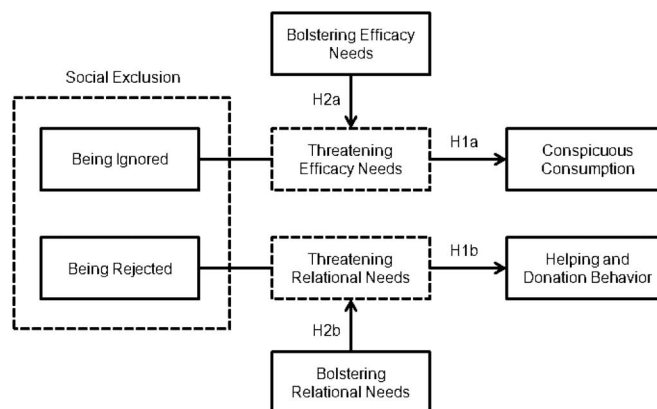 Bolstering Efficacy
Needs
Social Exclusion
H2a
Being Ignored
Threatening
Efficacy Needs
H1a
Conspicuous
Consumption
Being Rejected
Threatening
Relational Needs
H1b
Helping and
Donation Behavior
H2b
Bolstering
Relational Needs